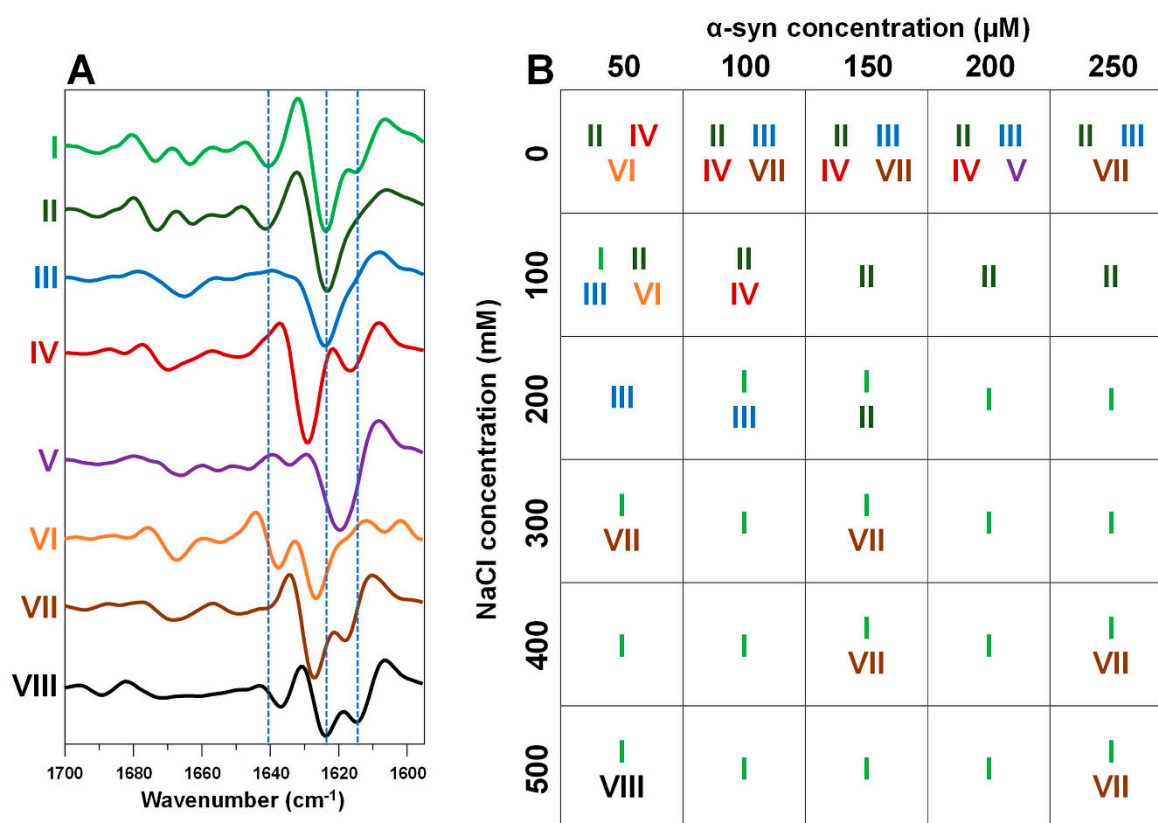 α-syn concentration (µM)
A
B
50 100 150 200 250
I
II
III
IV
V
VI
VII
VIII
1700 1680 1660 1640 1620 1600
Wavenumber (cm-1)
NaCl concentration (mM)
0
II IV
VI
II III
IV VII
II III
IV VII
II III
IV V
II III
VII
100
I II
III VI
II
IV
II
II
II
200
III
I
III
I
II
I
I
300
I
VII
I
I
VII
I
I
400
I
I
I
VII
I
I
VII
500
I
VIII
I
I
I
I
VII